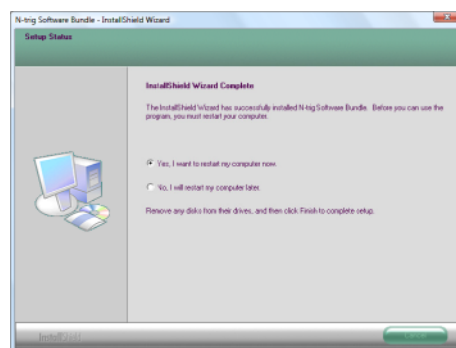 N-trig Software Bundle - InstallShield Wizard
Setup Status
InstallShield Wizard Complete
The InstallShield Wizard has successfully installed N-trig Software Bundle. Before you can use the
program, you must restart your computer.
Yes, I want to restart my computer now.
No, I will restart my computer later.
Remove any disks from their drives, and then click Finish to complete setup.
InstallShield